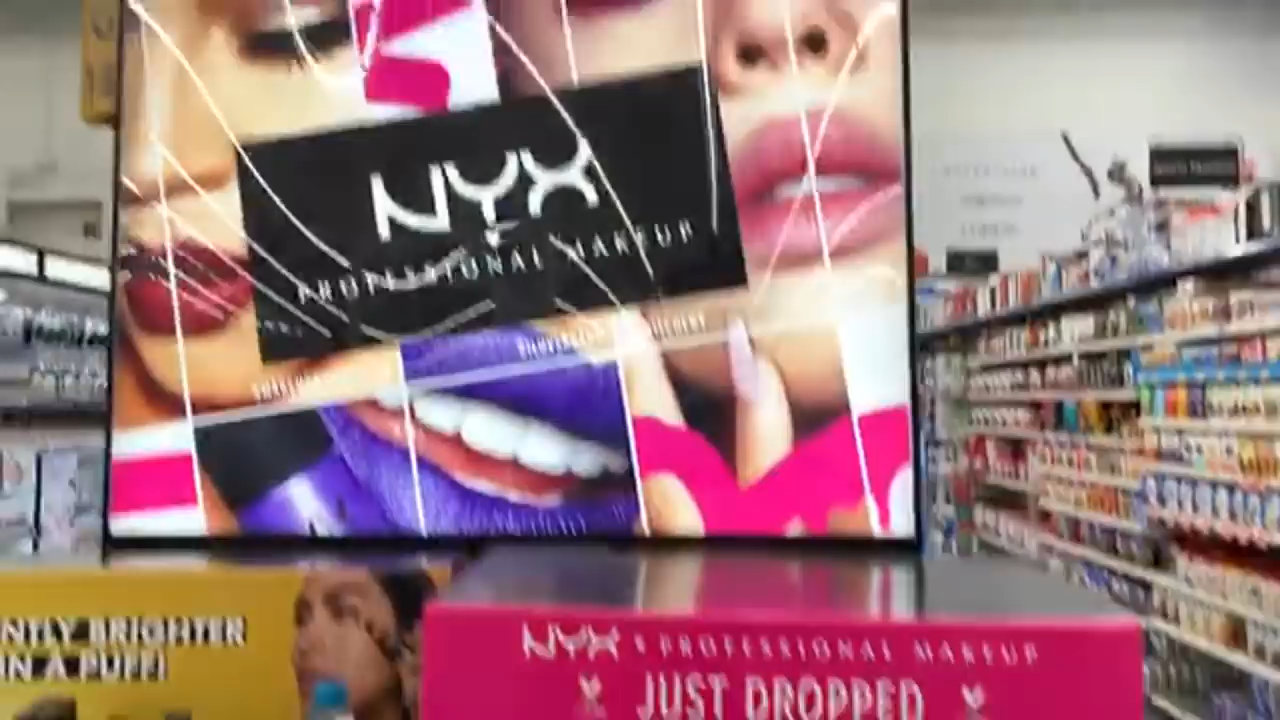 NYX
PROFESSIONAL MAKEUP
NTLY BRIGHTER
IN A PUFF!
NYX PROFESSIONAL MAKEUP
JUST DROPPED